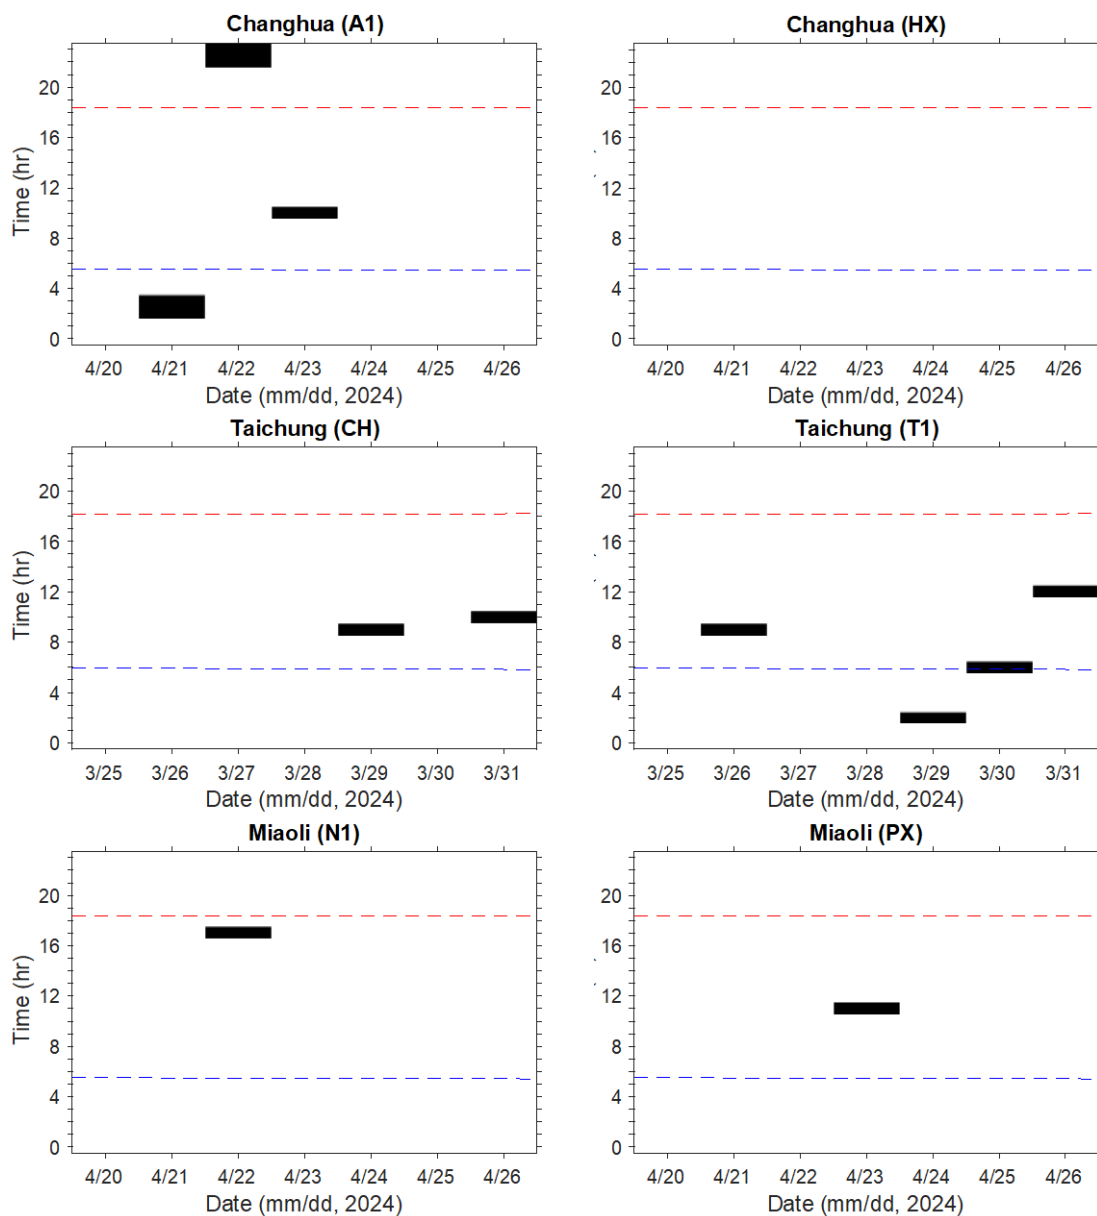 Changhua (A1)
Time (hr)
20
16
12
8
4
0
4/20 4/21 4/22 4/23 4/24 4/25 4/26
Date (mm/dd, 2024)
Changhua (HX)
20
16
12
8
4
0
4/20 4/21 4/22 4/23 4/24 4/25 4/26
Date (mm/dd, 2024)
Taichung (CH)
Time (hr)
20
16
12
8
4
0
3/25 3/26 3/27 3/28 3/29 3/30 3/31
Date (mm/dd, 2024)
Taichung (T1)
20
16
12
8
4
0
3/25 3/26 3/27 3/28 3/29 3/30 3/31
Date (mm/dd, 2024)
Miaoli (N1)
Time (hr)
20
16
12
8
4
0
4/20 4/21 4/22 4/23 4/24 4/25 4/26
Date (mm/dd, 2024)
Miaoli (PX)
20
16
12
8
4
0
4/20 4/21 4/22 4/23 4/24 4/25 4/26
Date (mm/dd, 2024)